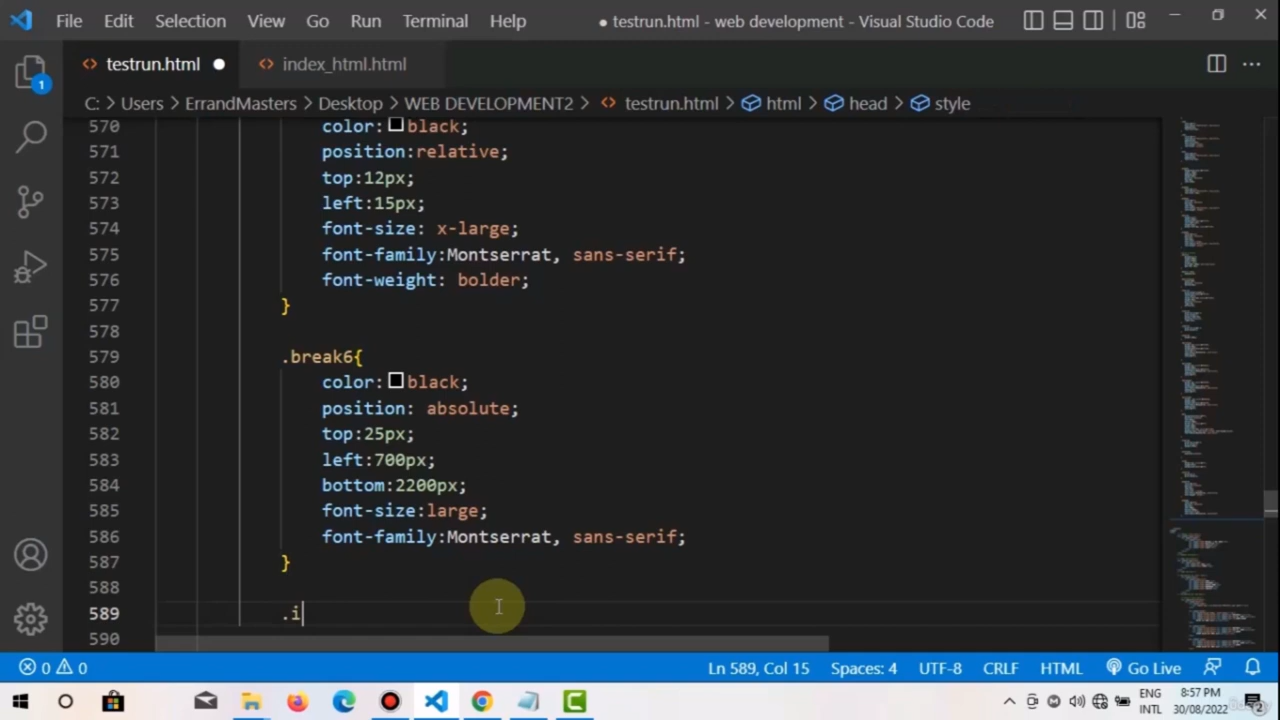 File Edit Selection View Go Run Terminal Help ● testrun.html - web development - Visual Studio Code
testrun.html ● index_html.html
C: > Users > ErrandMasters > Desktop > WEB DEVELOPMENT2 > testrun.html > html > head > style
570 color: black;
571 position:relative;
572 top:12px;
573 left:15px;
574 font-size: x-large;
575 font-family:Montserrat, sans-serif;
576 font-weight: bolder;
577 }
578
579 .break6{
580 color: black;
581 position: absolute;
582 top:25px;
583 left:700px;
584 bottom:2200px;
585 font-size:large;
586 font-family:Montserrat, sans-serif;
587 }
588
589 .i
590
1
0 0 Ln 589, Col 15 Spaces: 4 UTF-8 CRLF HTML Go Live
ENG 8:57 PM
INTL 30/08/2022 2